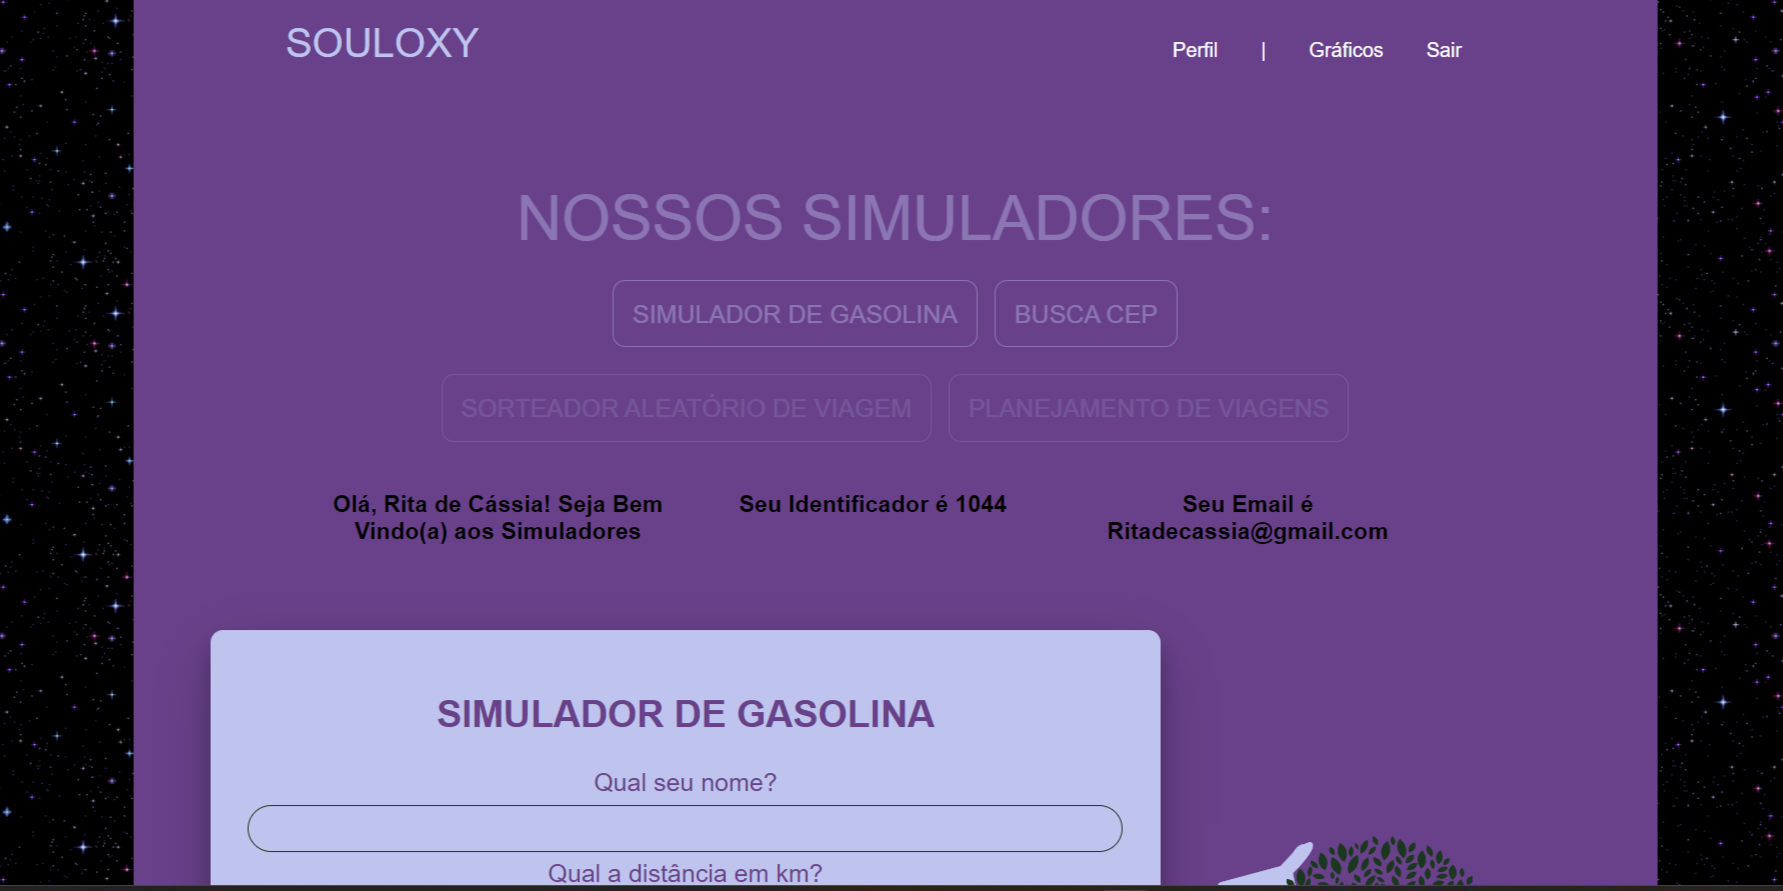 SOULOXY
Perfil | Gráficos Sair
NOSSOS SIMULADORES:
SIMULADOR DE GASOLINA
BUSCA CEP
SORTEADOR ALEATÓRIO DE VIAGEM
PLANEJAMENTO DE VIAGENS
Olá, Rita de Cássia! Seja Bem
Vindo(a) aos Simuladores
Seu Identificador é 1044
Seu Email é
Ritadecassia@gmail.com
SIMULADOR DE GASOLINA
Qual seu nome?
Qual a distância em km?